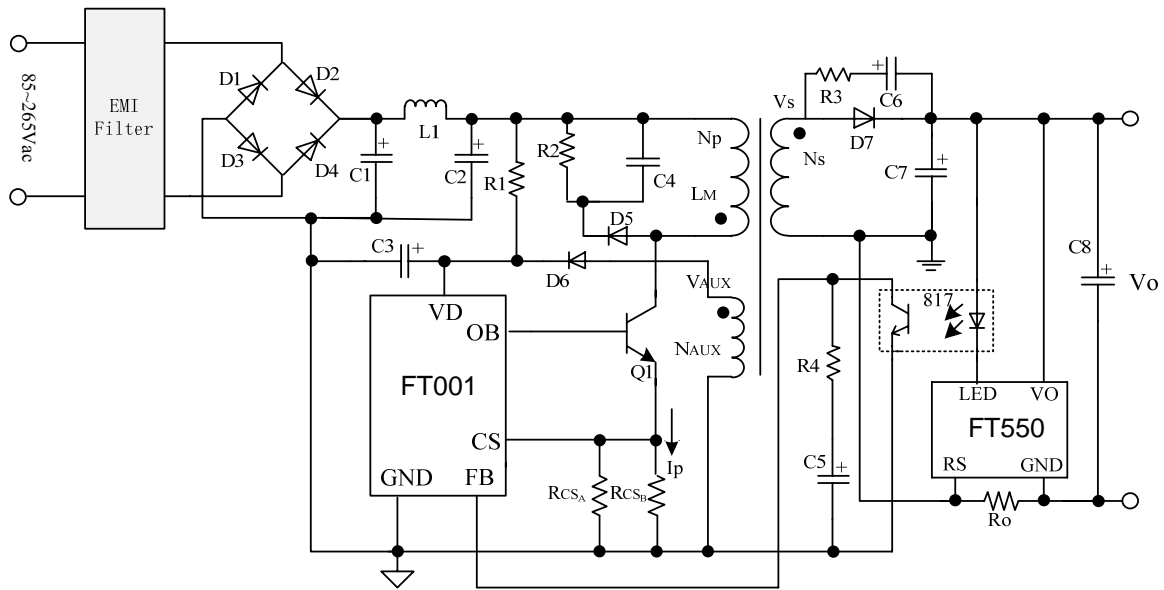 EMI
Filter
85~265Vac
D1
D2
D3
D4
L1
C1
C2
R1
R2
C4
D5
Np
LM
Vs
Ns
R3
C6
D7
C7
C8
Vo
C3
D6
VAUX
NAUX
VD
OB
FT001
CS
GND
FB
Q1
Ip
RCSA
RCSB
R4
C5
817
LED
VO
FT550
RS
GND
Ro